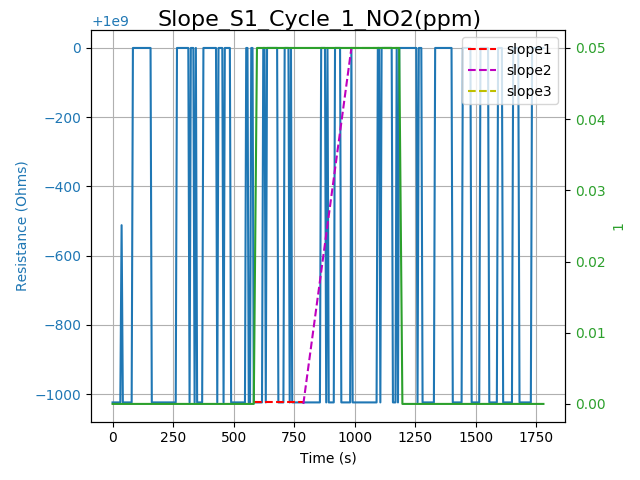 Slope_S1_Cycle_1_NO2(ppm)
+1e9
slope1
slope2
slope3
0
−200
−400
−600
−800
−1000
Resistance (Ohms)
0.05
0.04
0.03
0.02
0.01
0.00
1
0 250 500 750 1000 1250 1500 1750
Time (s)